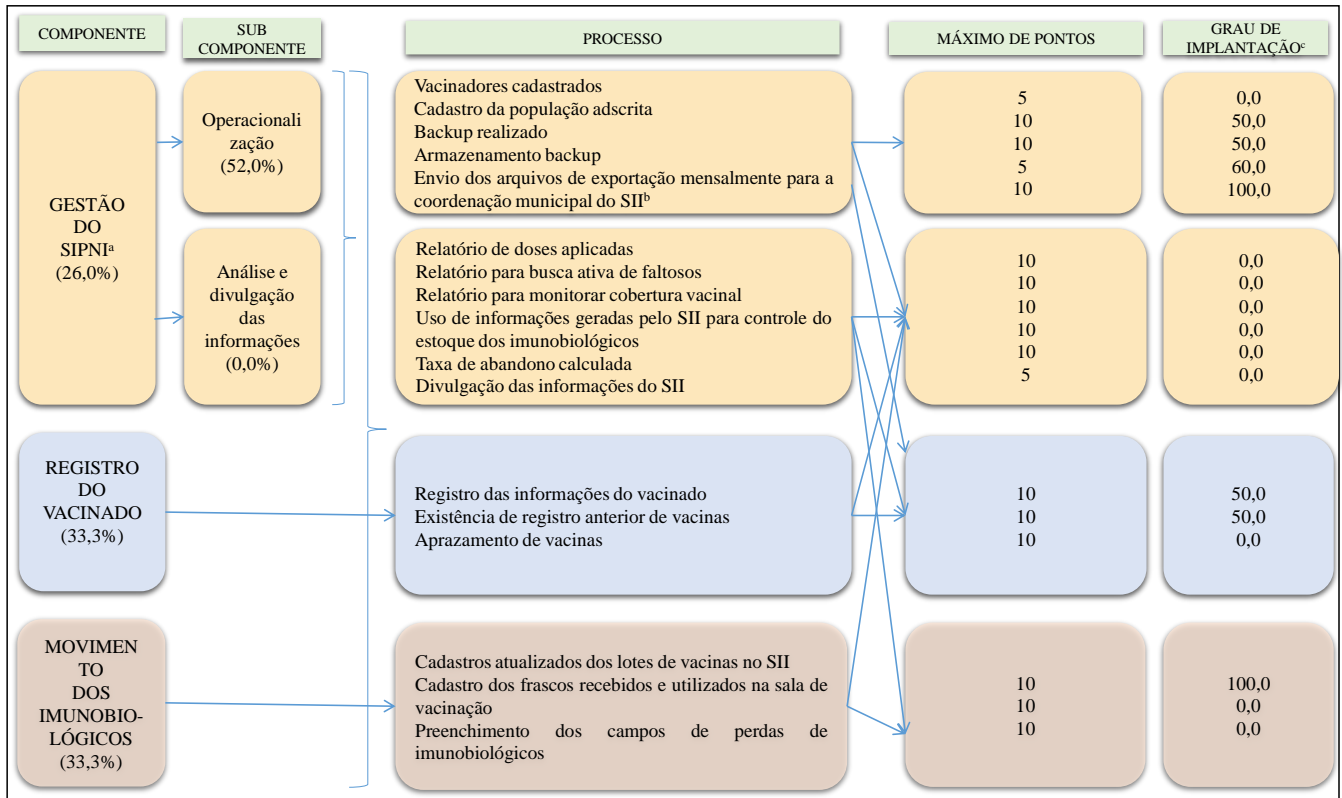 COMPONENTE
SUB
COMPONENTE
PROCESSO
MÁXIMO DE PONTOS
GRAU DE
IMPLANTAÇÃOᶜ
GESTÃO
DO
SIPNIᵃ
(26,0%)
Operacionali
zação
(52,0%)
Vacinadores cadastrados
Cadastro da população adscrita
Backup realizado
Armazenamento backup
Envio dos arquivos de exportação mensalmente para a
coordenação municipal do SIIᵇ
5
10
10
5
10
0,0
50,0
50,0
60,0
100,0
Análise e
divulgação
das
informações
(0,0%)
Relatório de doses aplicadas
Relatório para busca ativa de faltosos
Relatório para monitorar cobertura vacinal
Uso de informações geradas pelo SII para controle do
estoque dos imunobiológicos
Taxa de abandono calculada
Divulgação das informações do SII
10
10
10
10
10
5
0,0
0,0
0,0
0,0
0,0
0,0
REGISTRO
DO
VACINADO
(33,3%)
Registro das informações do vacinado
Existência de registro anterior de vacinas
Aprazamento de vacinas
10
10
10
50,0
50,0
0,0
MOVIMEN
TO
DOS
IMUNOBIO-
LÓGICOS
(33,3%)
Cadastros atualizados dos lotes de vacinas no SII
Cadastro dos frascos recebidos e utilizados na sala de
vacinação
Preenchimento dos campos de perdas de
imunobiológicos
10
10
10
100,0
0,0
0,0